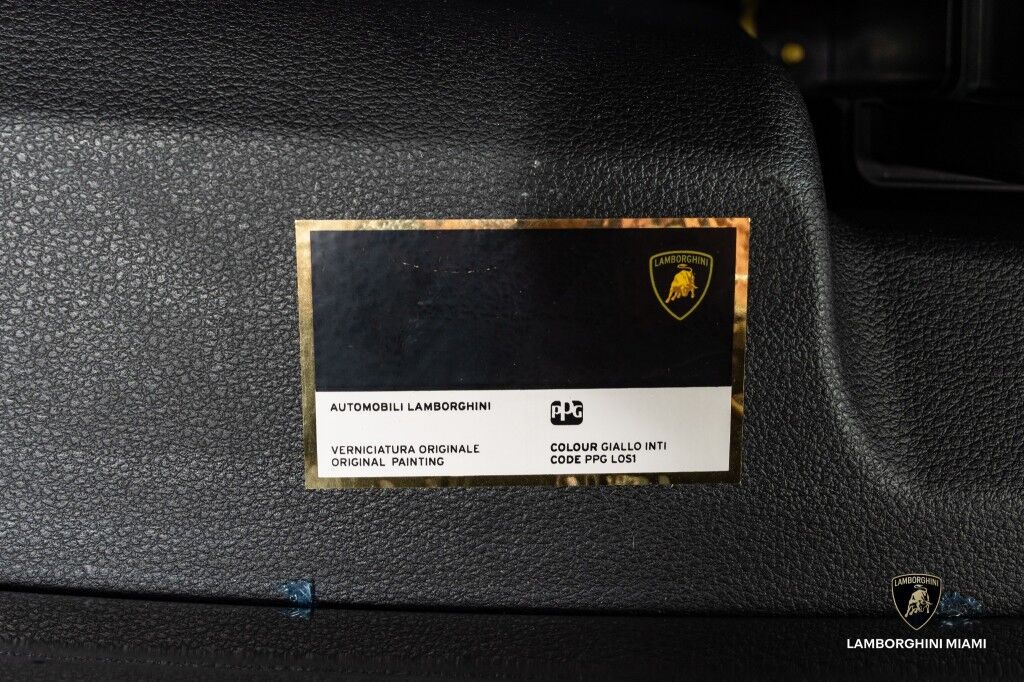 LAMBORGHINI
AUTOMOBILI LAMBORGHINI
PPG
VERNICIATURA ORIGINALE
ORIGINAL PAINTING
COLOUR GIALLO INTI
CODE PPG L0S1
LAMBORGHINI
LAMBORGHINI MIAMI